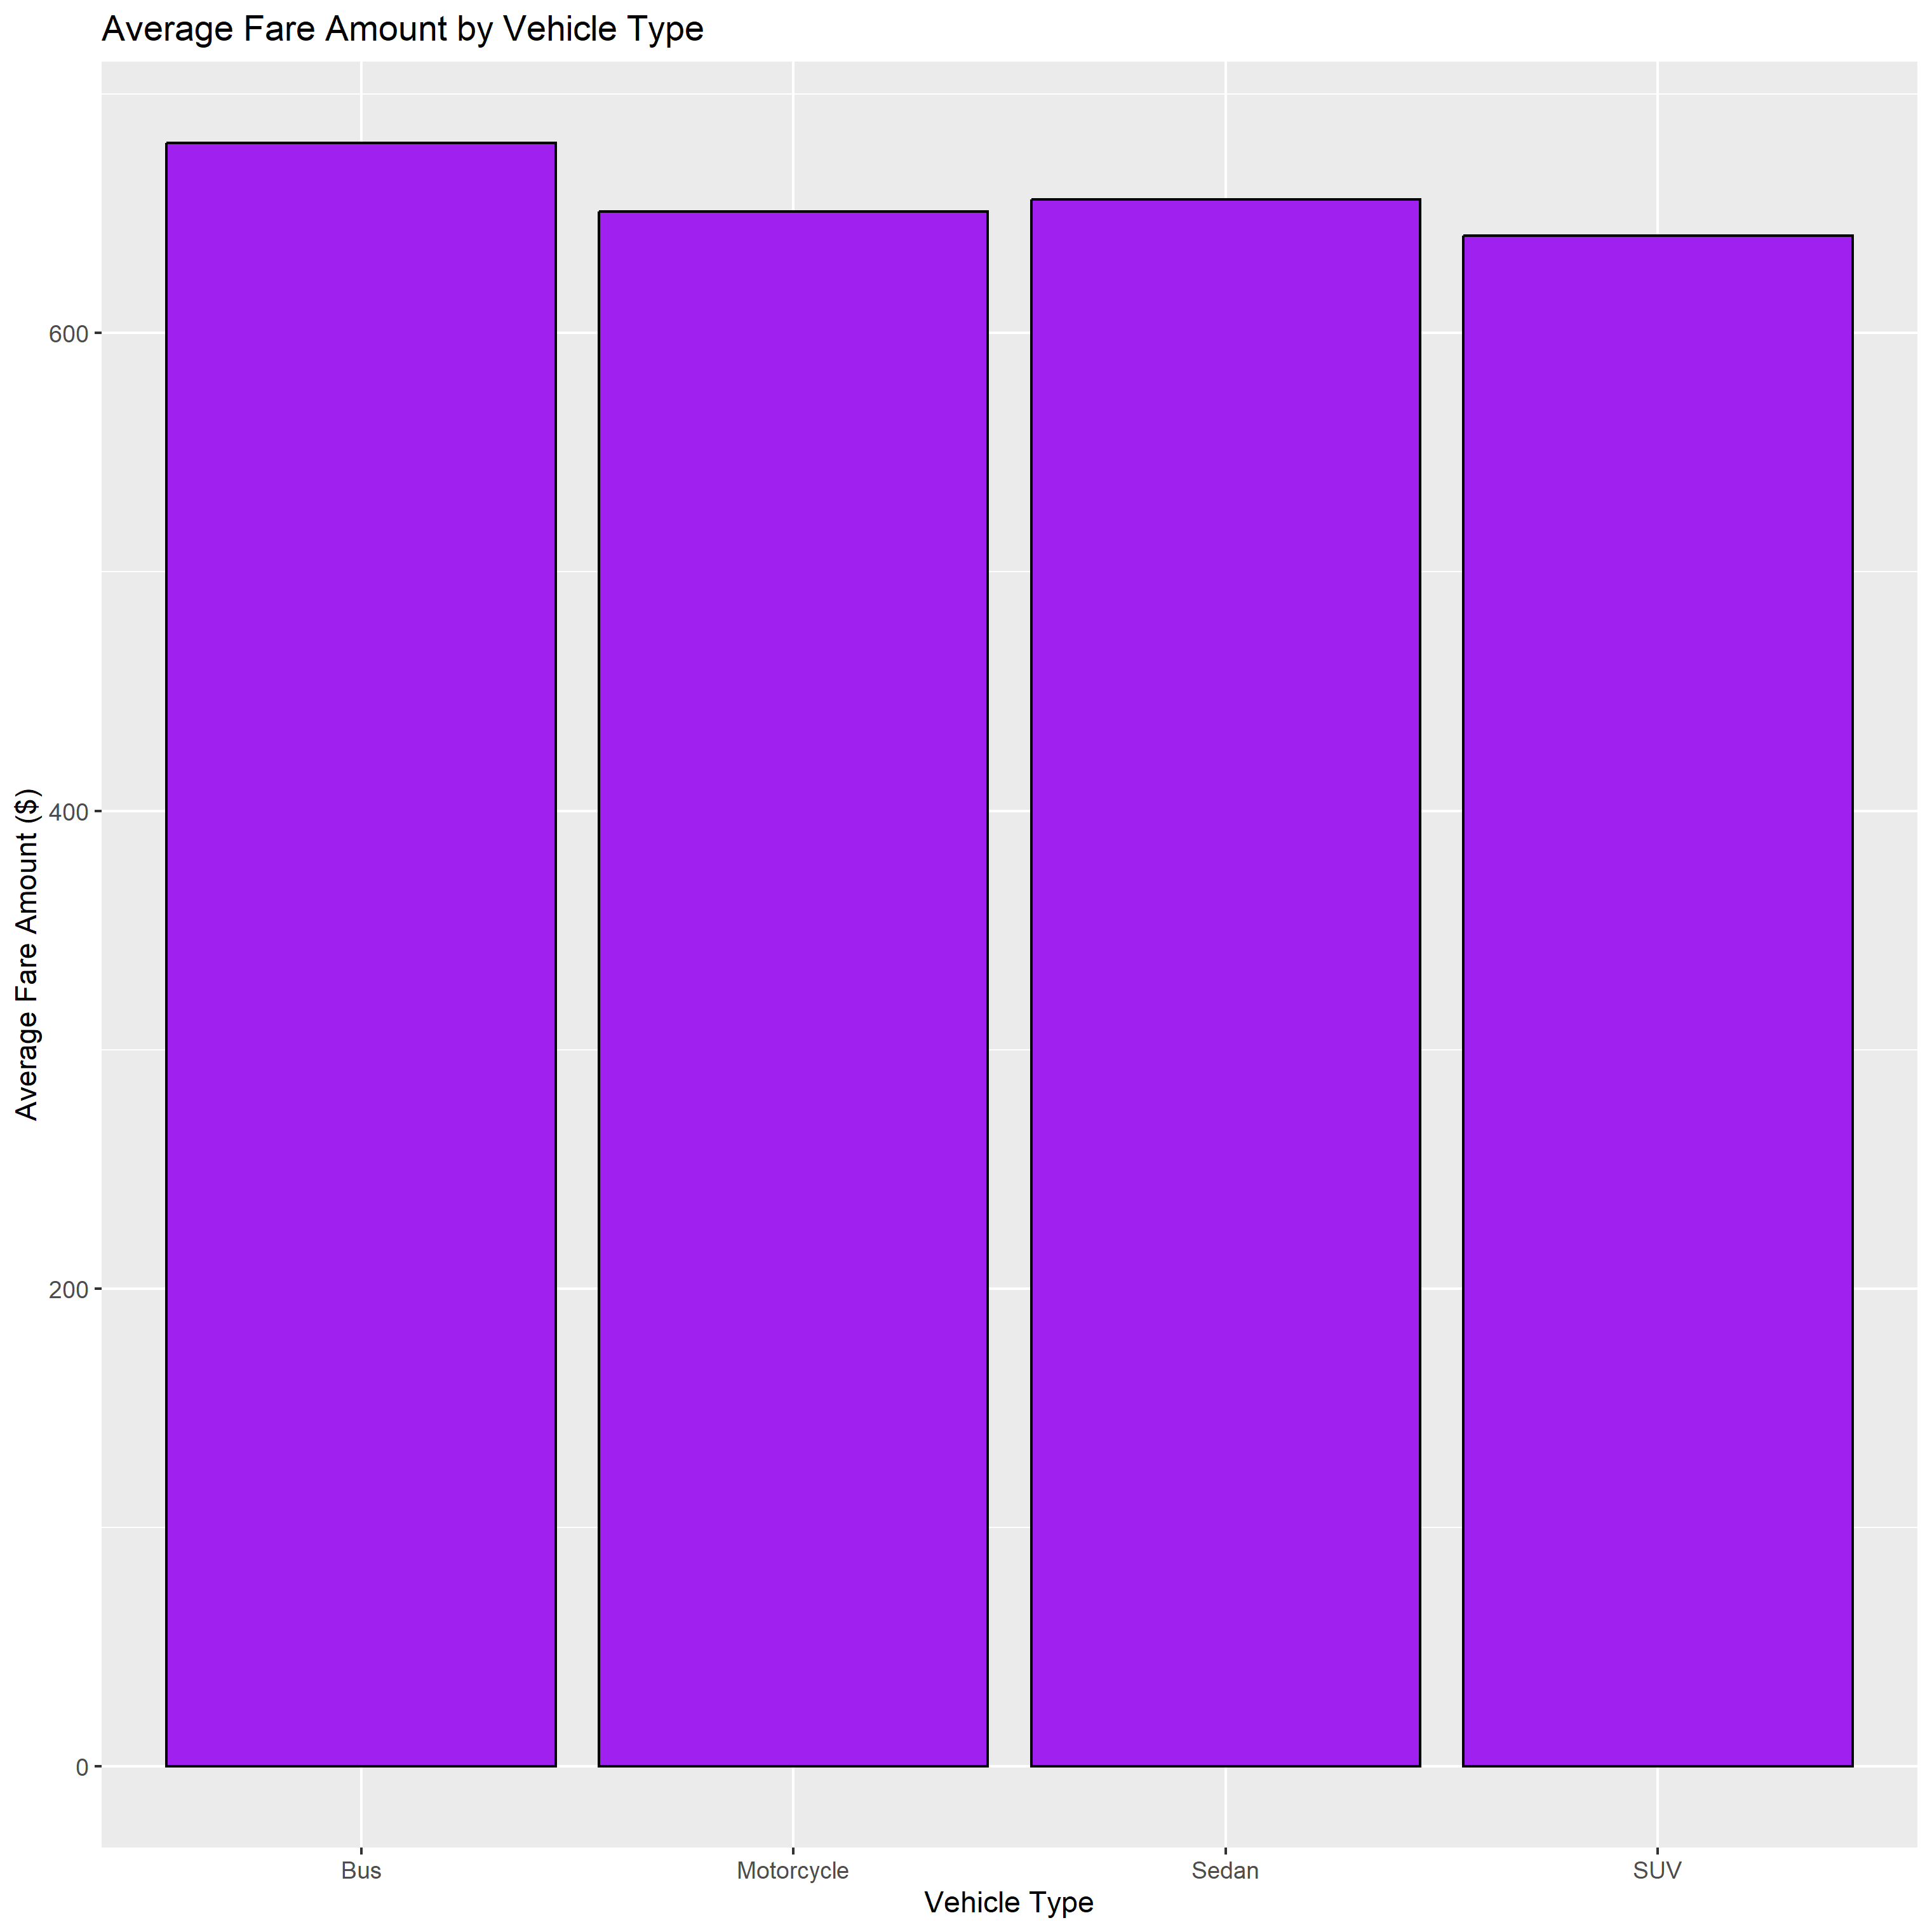 Average Fare Amount by Vehicle Type
Average Fare Amount ($)
600
400
200
0
Bus
Motorcycle
Sedan
SUV
Vehicle Type